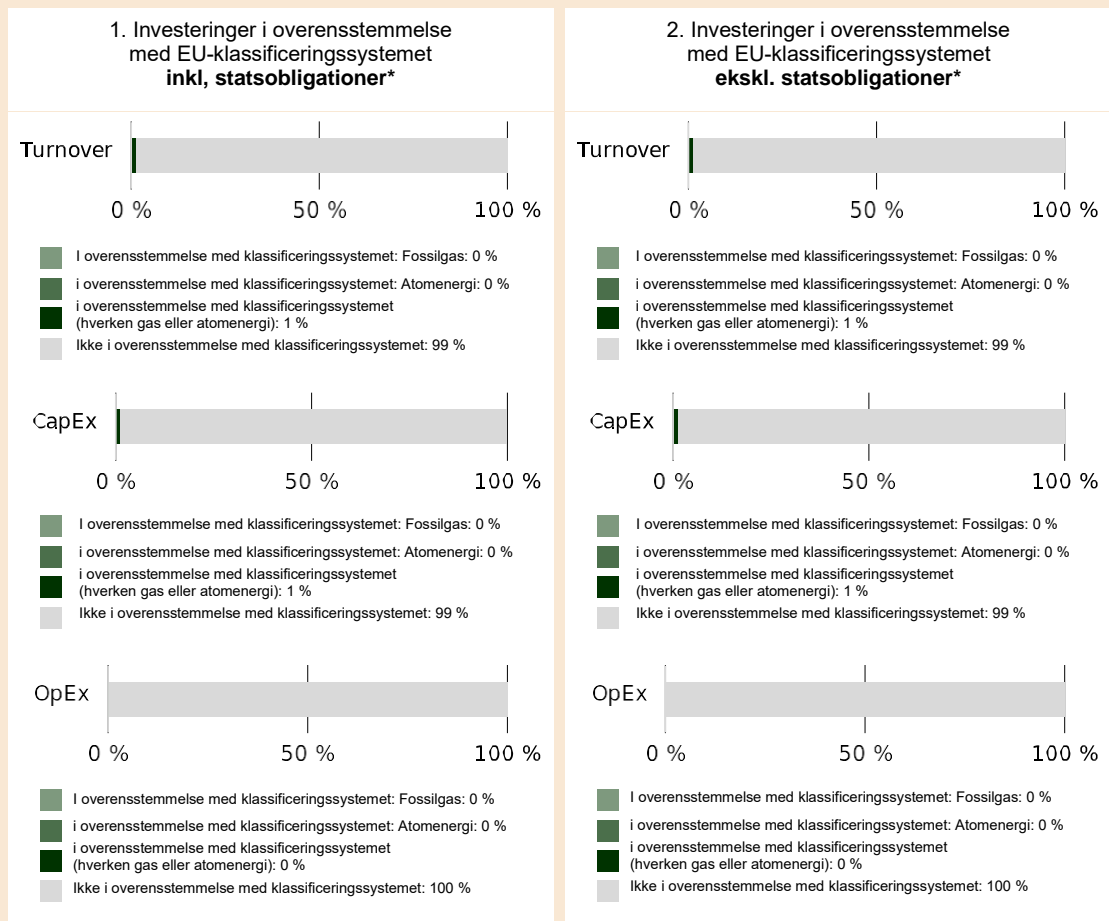 1. Investeringer i overensstemmelse
med EU-klassificeringssystemet
inkl, statsobligationer*
Turnover
0 % 50 % 100 %
I overensstemmelse med klassificeringssystemet: Fossilgas: 0 %
i overensstemmelse med klassificeringssystemet: Atomenergi: 0 %
i overensstemmelse med klassificeringssystemet
(hverken gas eller atomenergi): 1 %
Ikke i overensstemmelse med klassificeringssystemet: 99 %
CapEx
0 % 50 % 100 %
I overensstemmelse med klassificeringssystemet: Fossilgas: 0 %
i overensstemmelse med klassificeringssystemet: Atomenergi: 0 %
i overensstemmelse med klassificeringssystemet
(hverken gas eller atomenergi): 1 %
Ikke i overensstemmelse med klassificeringssystemet: 99 %
OpEx
0 % 50 % 100 %
I overensstemmelse med klassificeringssystemet: Fossilgas: 0 %
i overensstemmelse med klassificeringssystemet: Atomenergi: 0 %
i overensstemmelse med klassificeringssystemet
(hverken gas eller atomenergi): 0 %
Ikke i overensstemmelse med klassificeringssystemet: 100 %
2. Investeringer i overensstemmelse
med EU-klassificeringssystemet
ekskl. statsobligationer*
Turnover
0 % 50 % 100 %
I overensstemmelse med klassificeringssystemet: Fossilgas: 0 %
i overensstemmelse med klassificeringssystemet: Atomenergi: 0 %
i overensstemmelse med klassificeringssystemet
(hverken gas eller atomenergi): 1 %
Ikke i overensstemmelse med klassificeringssystemet: 99 %
CapEx
0 % 50 % 100 %
I overensstemmelse med klassificeringssystemet: Fossilgas: 0 %
i overensstemmelse med klassificeringssystemet: Atomenergi: 0 %
i overensstemmelse med klassificeringssystemet
(hverken gas eller atomenergi): 1 %
Ikke i overensstemmelse med klassificeringssystemet: 99 %
OpEx
0 % 50 % 100 %
I overensstemmelse med klassificeringssystemet: Fossilgas: 0 %
i overensstemmelse med klassificeringssystemet: Atomenergi: 0 %
i overensstemmelse med klassificeringssystemet
(hverken gas eller atomenergi): 0 %
Ikke i overensstemmelse med klassificeringssystemet: 100 %